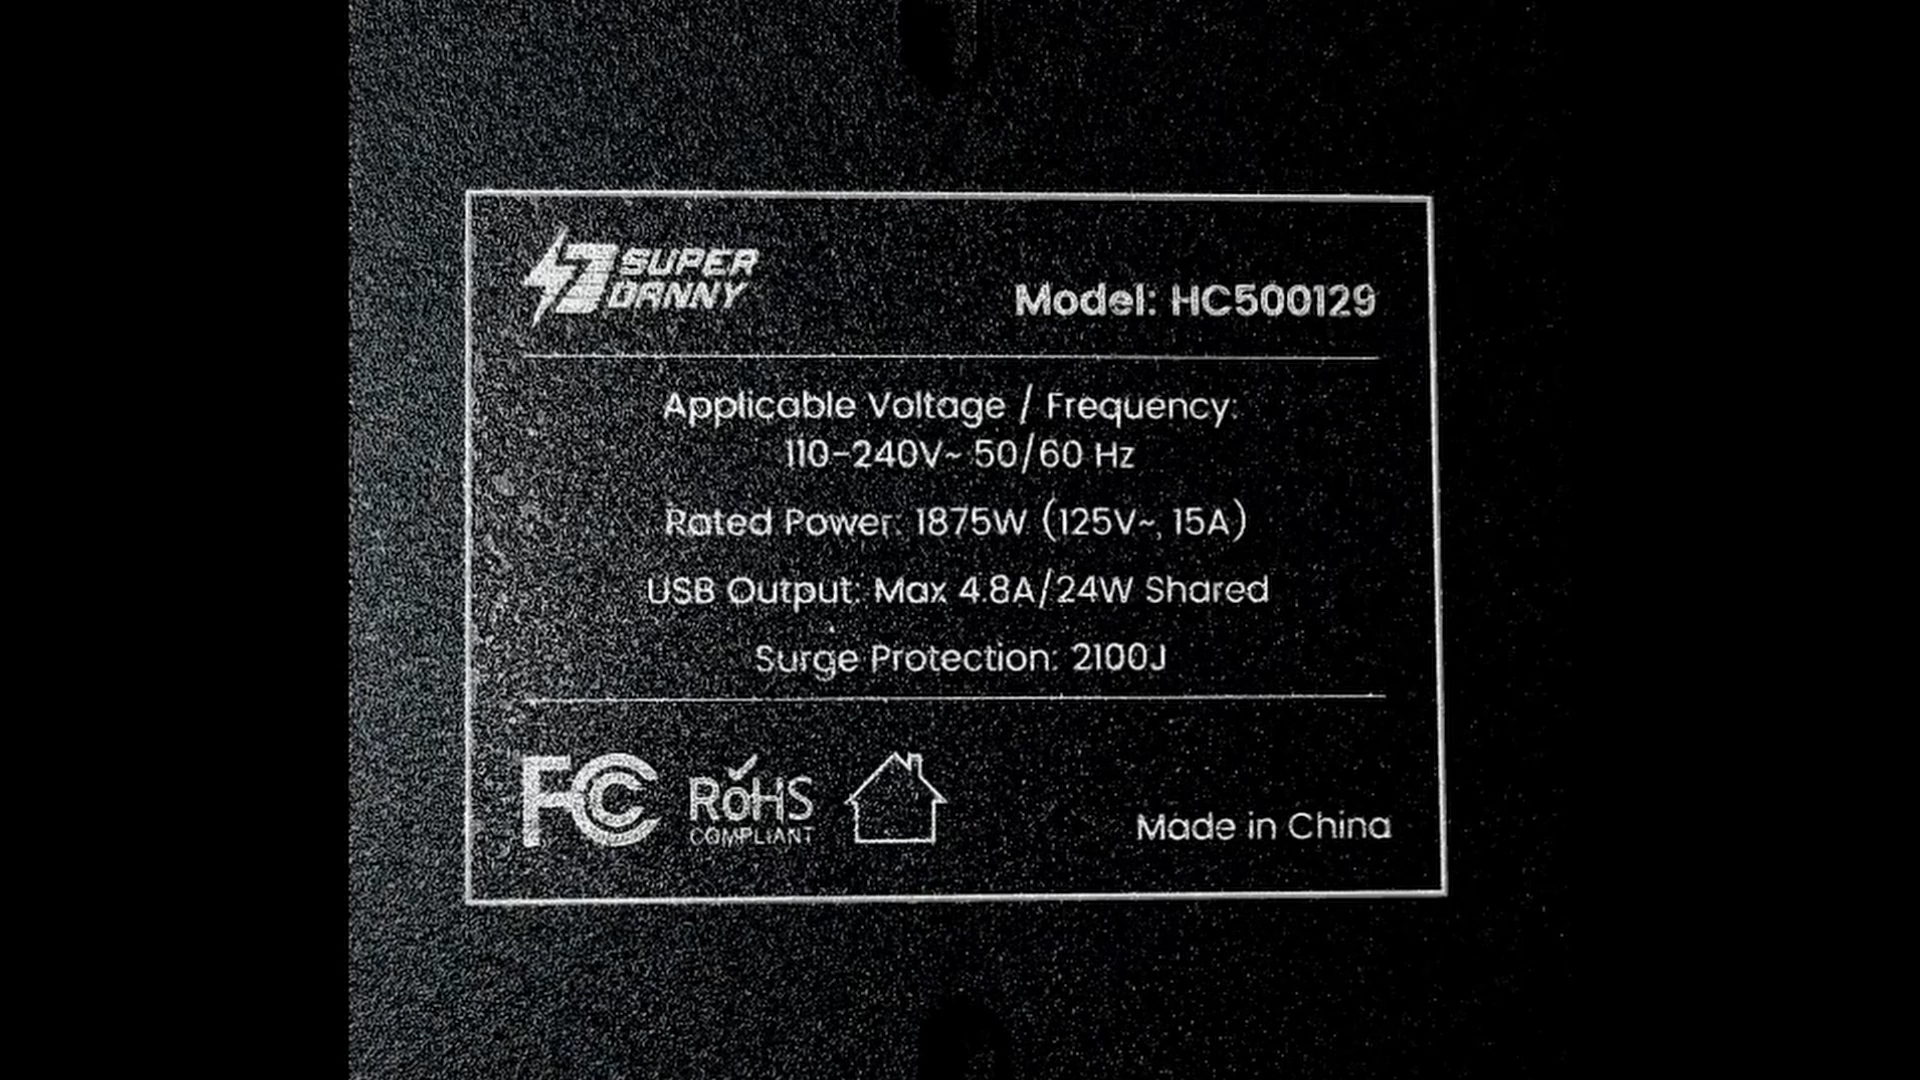 SUPER
DANNY
Model: HC500129
Applicable Voltage / Frequency:
110-240V~ 50/60 Hz
Rated Power: 1875W (125V~, 15A)
USB Output: Max 4.8A/24W Shared
Surge Protection: 2100J
FC
RoHS
COMPLIANT
Made in China